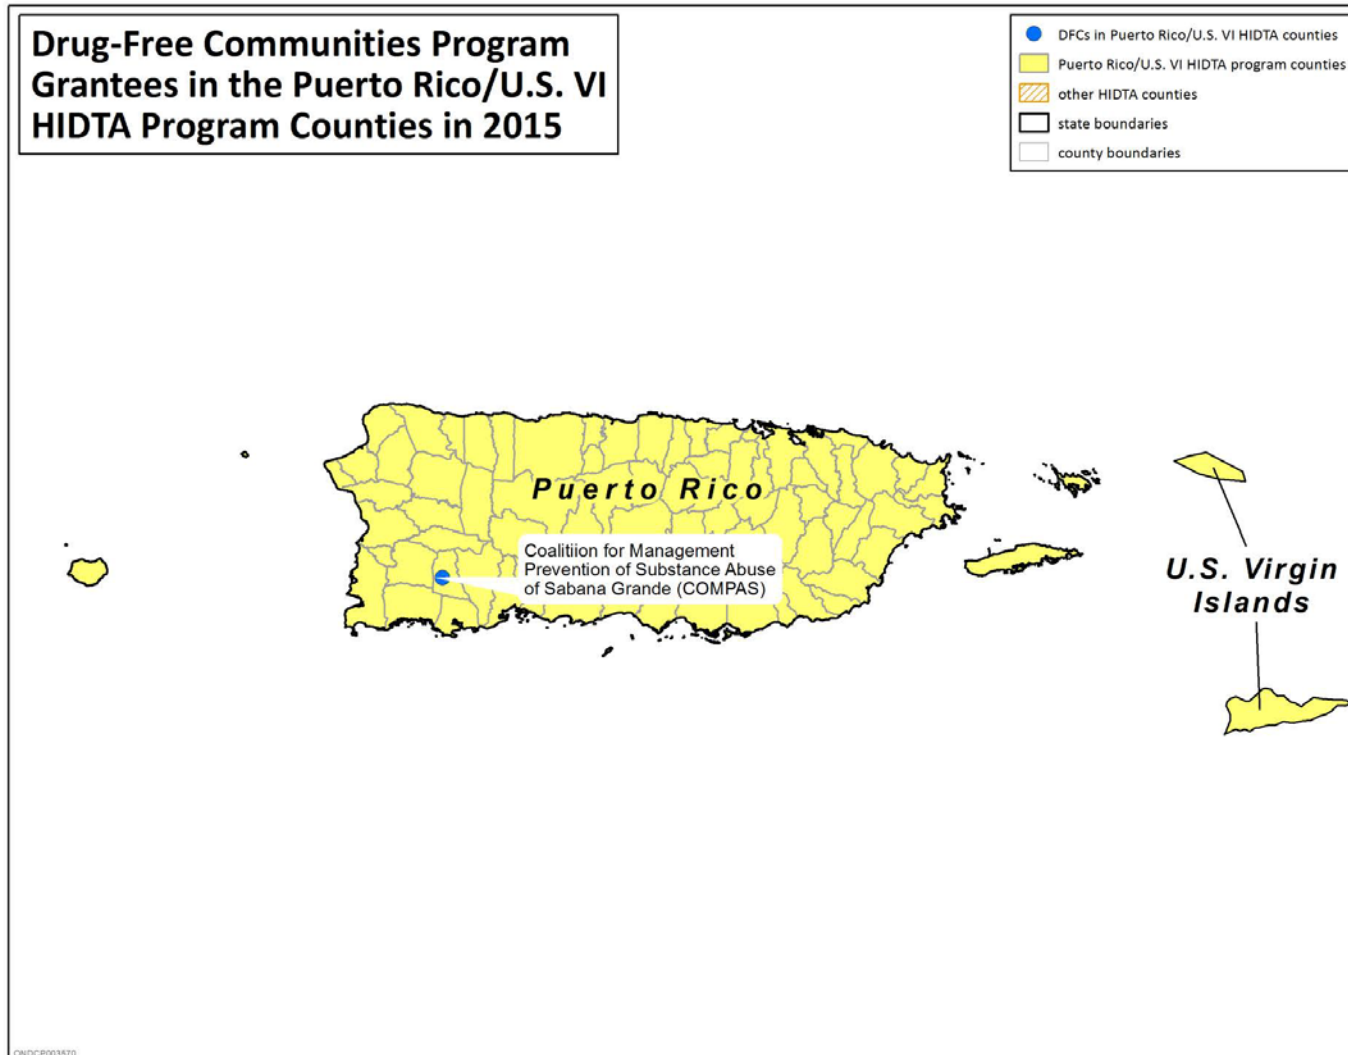 Drug-Free Communities Program
Grantees in the Puerto Rico/U.S. VI
HIDTA Program Counties in 2015
DFCs in Puerto Rico/U.S. VI HIDTA counties
Puerto Rico/U.S. VI HIDTA program counties
other HIDTA counties
state boundaries
county boundaries
Puerto Rico
Coalitiion for Management
Prevention of Substance Abuse
of Sabana Grande (COMPAS)
U.S. Virgin
Islands
ONDCP003570